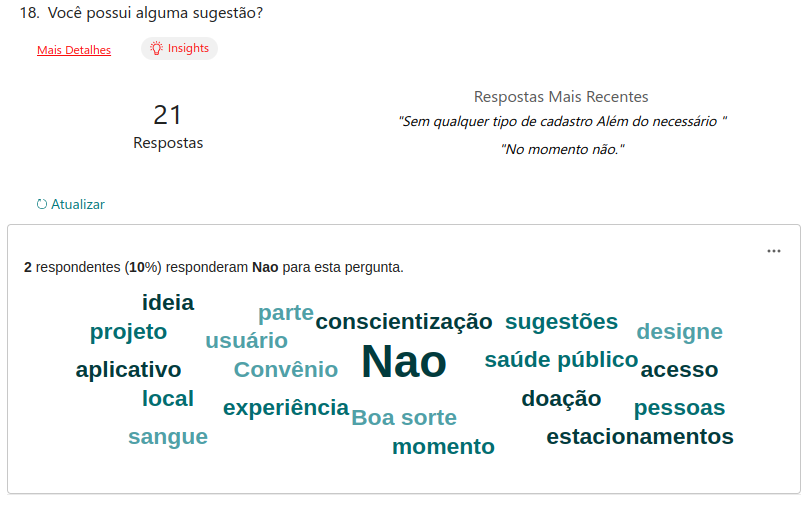 18. Você possui alguma sugestão?
Mais Detalhes
Insights
21
Respostas
Respostas Mais Recentes
"Sem qualquer tipo de cadastro Além do necessário "
"No momento não."
Atualizar
2 respondentes (10%) responderam Nao para esta pergunta.
ideia
parte
conscientização
sugestões
projeto
usuário
designe
Nao
saúde público
aplicativo
Convênio
acesso
local
experiência
doação
pessoas
Boa sorte
sangue
momento
estacionamentos